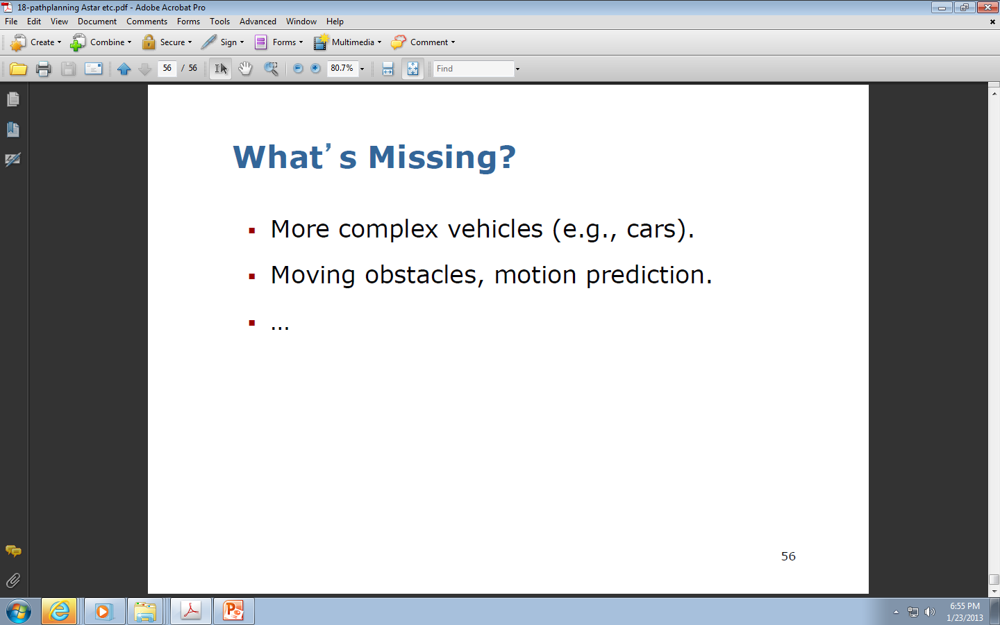 18-pathplanning Astar etc.pdf - Adobe Acrobat Pro
File Edit View Document Comments Forms Tools Advanced Window Help
Create Combine Secure Sign Forms Multimedia Comment
56 / 56 80.7% Find
What's Missing?
More complex vehicles (e.g., cars).
Moving obstacles, motion prediction.
...
56
6:55 PM
1/23/2013